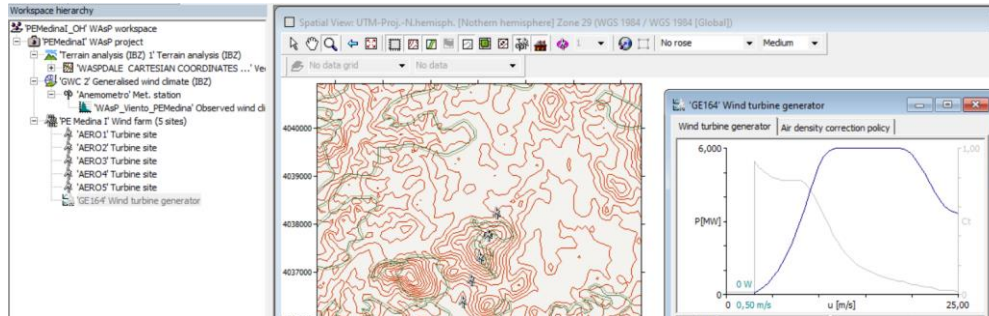 Workspace hierarchy
'PEMedinaI_OH' WAsP workspace
'PEMedinaI' WAsP project
'Terrain analysis (IBZ) 1' Terrain analysis (IBZ)
'WASPDALE CARTESIAN COORDINATES ...' Ve
'GWC 2' Generalised wind climate (IBZ)
'Anemometro' Met. station
'WAsP_Viento_PEMedina' Observed wind cli
'PE Medina I' Wind farm (5 sites)
'AERO1' Turbine site
'AERO2' Turbine site
'AERO3' Turbine site
'AERO4' Turbine site
'AERO5' Turbine site
'GE164' Wind turbine generator
Spatial View: UTM-Proj.-N.hemisph. [Nothern hemisphere] Zone 29 (WGS 1984 / WGS 1984 [Global])
1
No rose
Medium
No data grid
No data
4040000
4039000
4038000
4037000
'GE164' Wind turbine generator
Wind turbine generator
Air density correction policy
6,000
1,00
P[MW]
Ct
0 W
0
0
0 0,50 m/s
u [m/s]
25,00